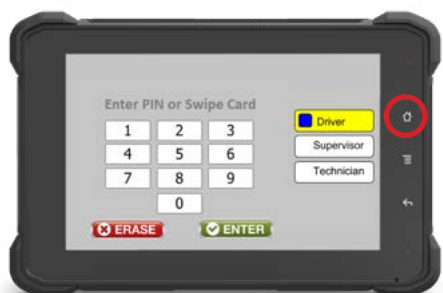 Enter PIN or Swipe Card
1 2 3
4 5 6
7 8 9
0
ERASE ENTER
Driver
Supervisor
Technician